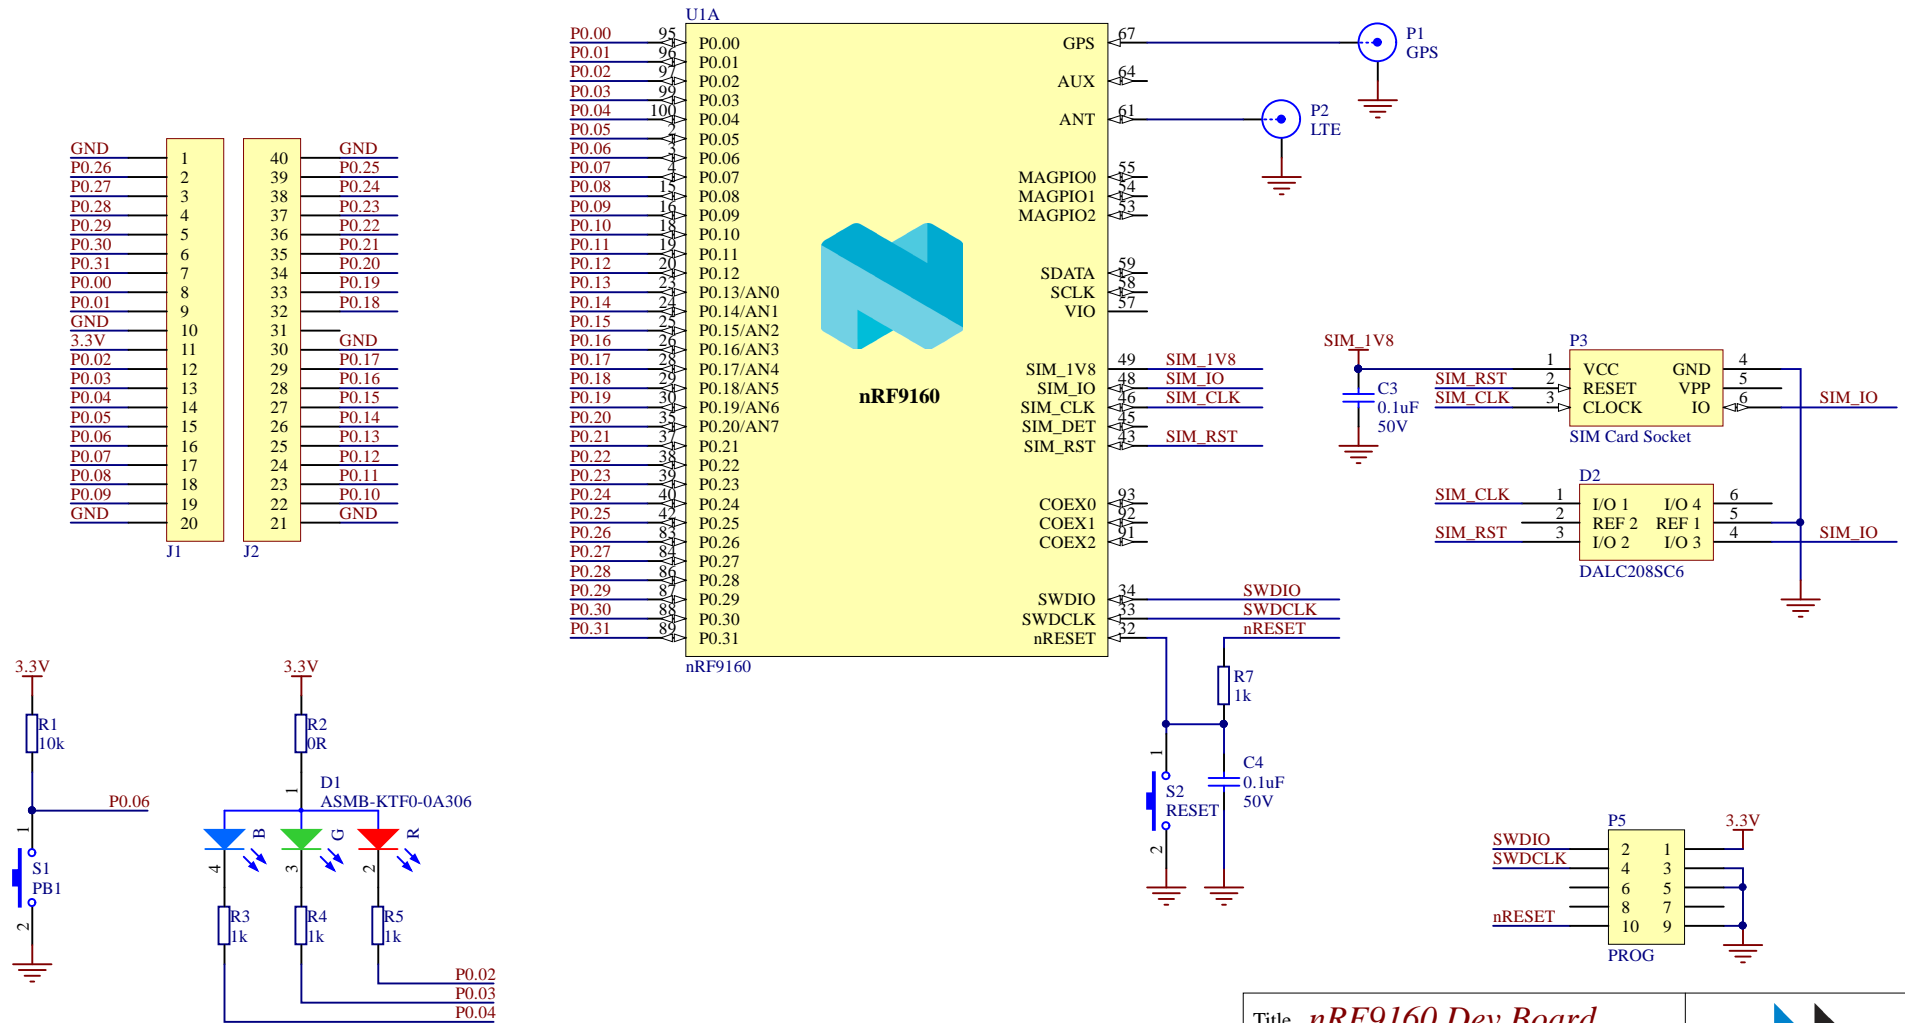 U1A
P0.00 95 P0.00
P0.01 96 P0.01
P0.02 97 P0.02
P0.03 99 P0.03
P0.04 100 P0.04
P0.05 2 P0.05
P0.06 3 P0.06
P0.07 4 P0.07
P0.08 15 P0.08
P0.09 16 P0.09
P0.10 18 P0.10
P0.11 19 P0.11
P0.12 20 P0.12
P0.13 23 P0.13/AN0
P0.14 24 P0.14/AN1
P0.15 25 P0.15/AN2
P0.16 26 P0.16/AN3
P0.17 28 P0.17/AN4
P0.18 29 P0.18/AN5
P0.19 30 P0.19/AN6
P0.20 35 P0.20/AN7
P0.21 37 P0.21
P0.22 38 P0.22
P0.23 39 P0.23
P0.24 40 P0.24
P0.25 42 P0.25
P0.26 83 P0.26
P0.27 84 P0.27
P0.28 86 P0.28
P0.29 87 P0.29
P0.30 88 P0.30
P0.31 89 P0.31
nRF9160
nRF9160
GPS 67
AUX 64
ANT 61
MAGPIO0 55
MAGPIO1 54
MAGPIO2 53
SDATA 59
SCLK 58
VIO 57
SIM_1V8 49 SIM_1V8
SIM_IO 48 SIM_IO
SIM_CLK 46 SIM_CLK
SIM_DET 45
SIM_RST 43 SIM_RST
COEX0 93
COEX1 92
COEX2 91
SWDIO 34 SWDIO
SWDCLK 33 SWDCLK
nRESET 32 nRESET
P1
GPS
P2
LTE
GND 1
P0.26 2
P0.27 3
P0.28 4
P0.29 5
P0.30 6
P0.31 7
P0.00 8
P0.01 9
GND 10
3.3V 11
P0.02 12
P0.03 13
P0.04 14
P0.05 15
P0.06 16
P0.07 17
P0.08 18
P0.09 19
GND 20
J1
40 GND
39 P0.25
38 P0.24
37 P0.23
36 P0.22
35 P0.21
34 P0.20
33 P0.19
32 P0.18
31
30 GND
29 P0.17
28 P0.16
27 P0.15
26 P0.14
25 P0.13
24 P0.12
23 P0.11
22 P0.10
21 GND
J2
SIM_1V8
C3
0.1uF
50V
P3
1 VCC GND 4
SIM_RST 2 RESET VPP 5
SIM_CLK 3 CLOCK IO 6 SIM_IO
SIM Card Socket
D2
SIM_CLK 1 I/O 1 I/O 4 6
2 REF 2 REF 1 5
SIM_RST 3 I/O 2 I/O 3 4 SIM_IO
DALC208SC6
3.3V
R1
10k
P0.06
1
S1
PB1
2
3.3V
R2
0R
1
D1
ASMB-KTF0-0A306
B G R
4 3 2
R3 R4 R5
1k 1k 1k
P0.02
P0.03
P0.04
R7
1k
1
S2
RESET
2
C4
0.1uF
50V
P5
3.3V
SWDIO 2 1
SWDCLK 4 3
6 5
8 7
nRESET 10 9
PROG
Title nRF9160 Dev Board